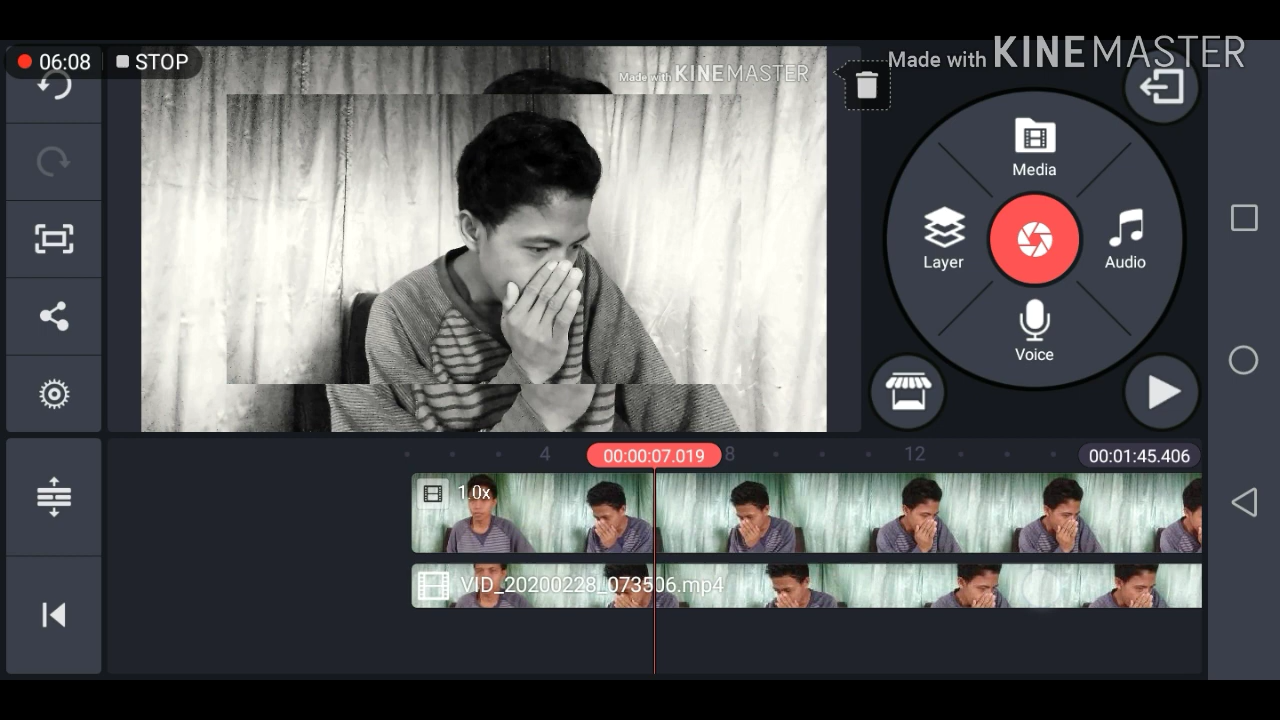 06:08 STOP
Made with KINEMASTER
Made with KINEMASTER
Media
Layer
Audio
Voice
4
00:00:07.019
8
12
00:01:45.406
1.0x
VID_20200228_073506.mp4